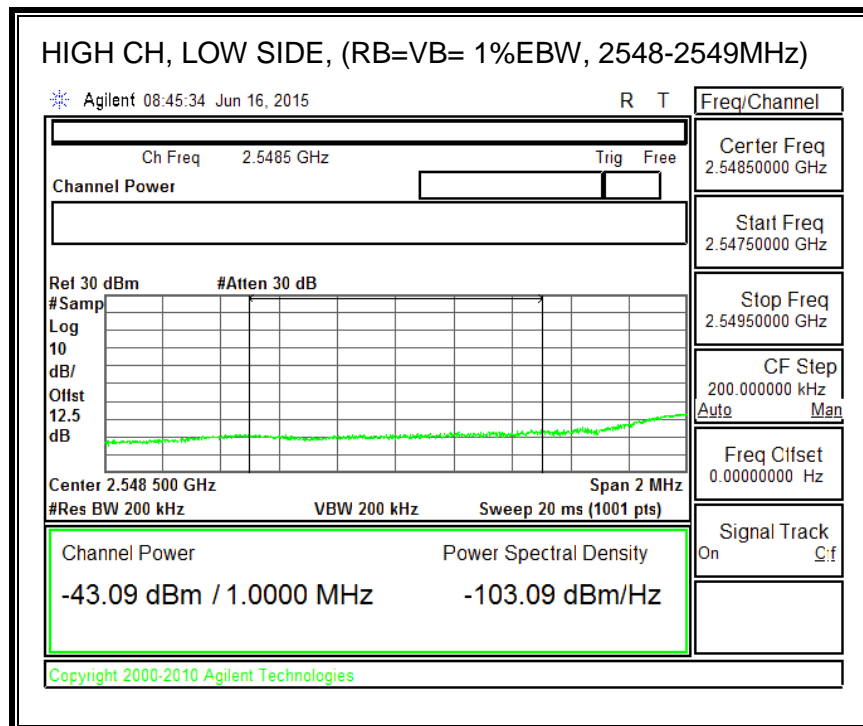 HIGH CH, LOW SIDE, (RB=VB= 1%EBW, 2548-2549MHz)
Agilent 08:45:34 Jun 16, 2015 R T
Freq/Channel
Ch Freq 2.5485 GHz Trig Free
Channel Power
Center Freq
2.54850000 GHz
Start Freq
2.54750000 GHz
Stop Freq
2.54950000 GHz
CF Step
200.000000 kHz
Auto Man
Freq Offset
0.00000000 Hz
Signal Track
On Off
Ref 30 dBm #Atten 30 dB
#Samp
Log
10
dB/
Offst
12.5
dB
Center 2.548 500 GHz Span 2 MHz
#Res BW 200 kHz VBW 200 kHz Sweep 20 ms (1001 pts)
Channel Power Power Spectral Density
-43.09 dBm / 1.0000 MHz -103.09 dBm/Hz
Copyright 2000-2010 Agilent Technologies